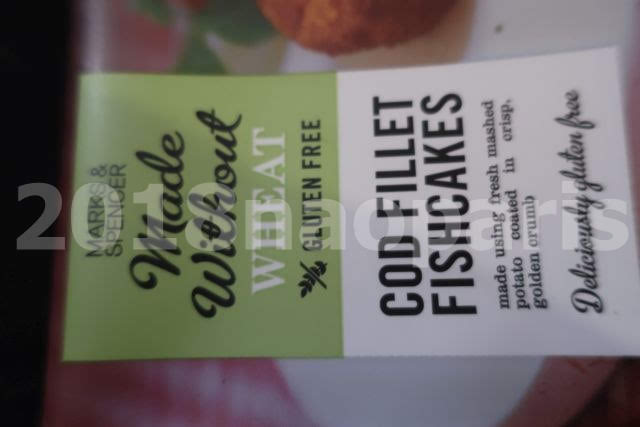 MARKS &
SPENCER
Made
Without
WHEAT
GLUTEN FREE
COD FILLET
FISHCAKES
made using fresh mashed
potato coated in crisp,
golden crumb
Deliciously gluten free
2018naoparis